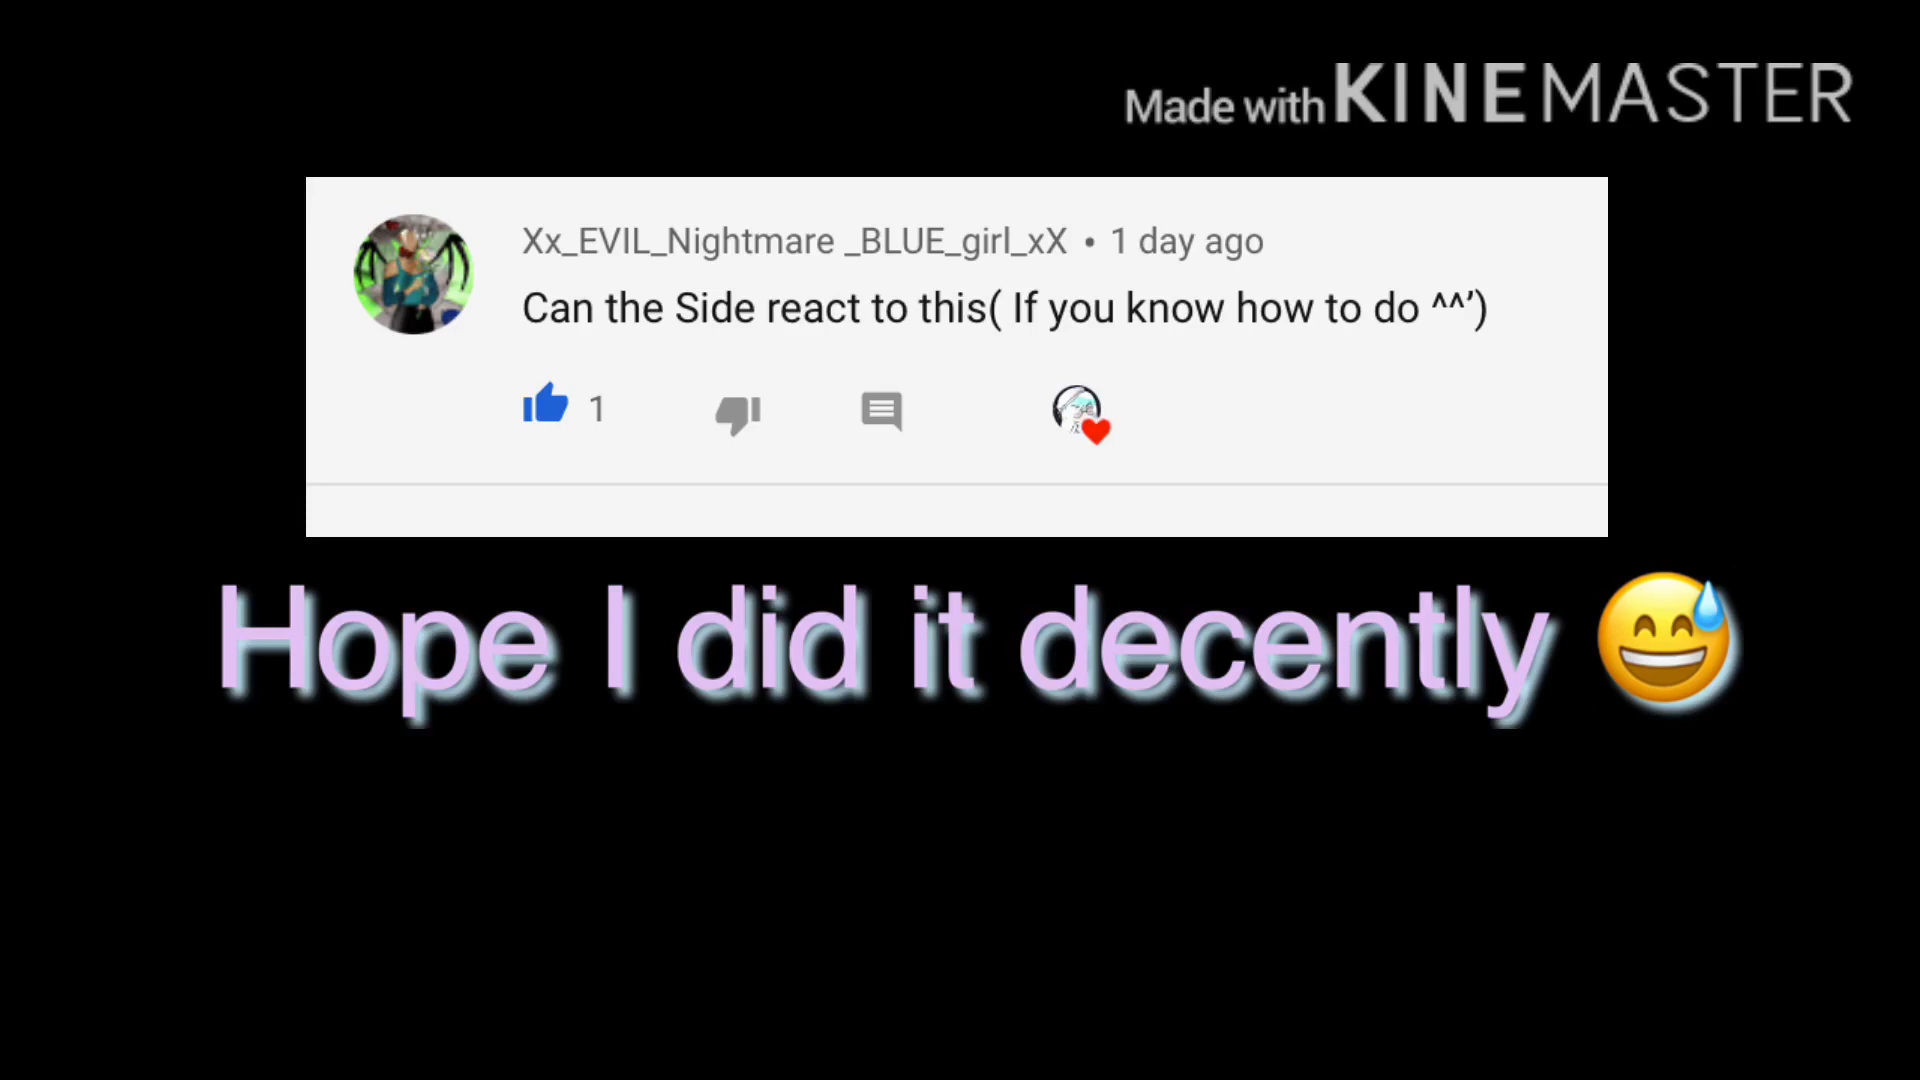 Made with KINEMASTER
Xx_EVIL_Nightmare _BLUE_girl_xX • 1 day ago
Can the Side react to this( If you know how to do ^^’)
1
Hope I did it decently 😅